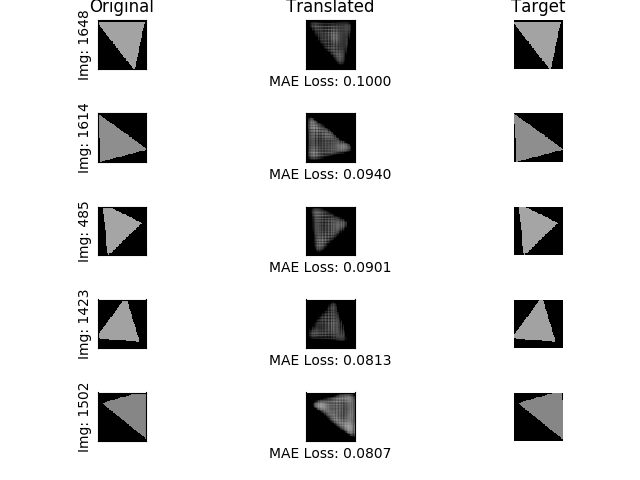 Original Translated Target
Img: 1648
MAE Loss: 0.1000
Img: 1614
MAE Loss: 0.0940
Img: 485
MAE Loss: 0.0901
Img: 1423
MAE Loss: 0.0813
Img: 1502
MAE Loss: 0.0807